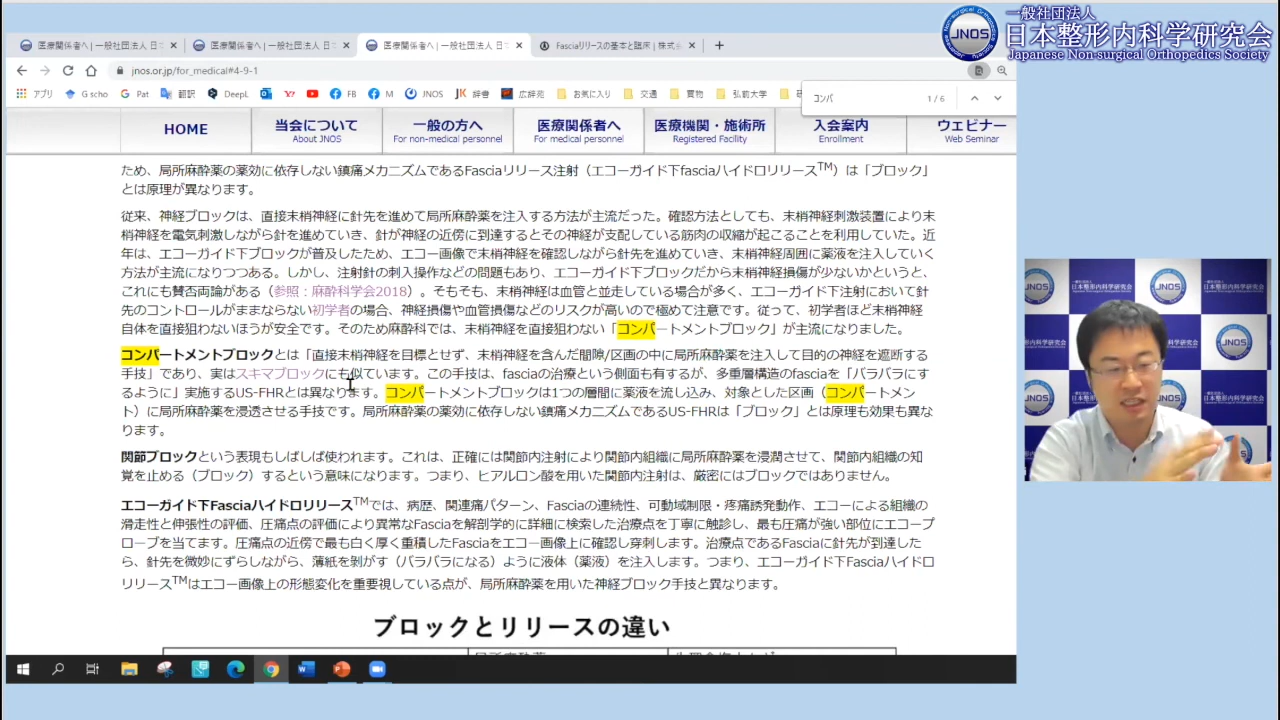 一般社団法人
日本整形内科学研究会
Japanese Non-surgical Orthopedics Society
JNOS
医療関係者へ | 一般社団法人 日本
医療関係者へ | 一般社団法人 日本
医療関係者へ | 一般社団法人 日本
Fasciaリリースの基本と臨床 | 株式会
jnos.or.jp/for_medical#4-9-1
アプリ G scho Pat 翻訳 DeepL FB M JNOS 辞書 広辞苑 お気に入り 交通 買物 弘前大学
コンパ 1 / 6
HOME 当会について 一般の方へ 医療関係者へ 医療機関・施術所 入会案内 ウェビナー
About JNOS For non-medical personnel For medical personnel Registered Facility Enrollment Web Seminar
ため、局所麻酔薬の薬効に依存しない鎮痛メカニズムであるFasciaリリース注射（エコーガイド下fasciaハイドロリリースTM）は「ブロック」
とは原理が異なります。
従来、神経ブロックは、直接末梢神経に針先を進めて局所麻酔薬を注入する方法が主流だった。確認方法としても、末梢神経刺激装置により末
梢神経を電気刺激しながら針を進めていき、針が神経の近傍に到達するとその神経が支配している筋肉の収縮が起こることを利用していた。近
年は、エコーガイド下ブロックが普及したため、エコー画像で末梢神経を確認しながら針先を進めていき、末梢神経周囲に薬液を注入していく
方法が主流になりつつある。しかし、注射針の刺入操作などの問題もあり、エコーガイド下ブロックだから末梢神経損傷が少ないかというと、
これにも賛否両論がある（参照：麻酔科学会2018）。そもそも、末梢神経は血管と並走している場合が多く、エコーガイド下注射において針
先のコントロールがままならない初学者の場合、神経損傷や血管損傷などのリスクが高いので極めて注意です。従って、初学者ほど末梢神経
自体を直接狙わないほうが安全です。そのため麻酔科では、末梢神経を直接狙わない「コンパートメントブロック」が主流になりました。
コンパートメントブロックとは「直接末梢神経を目標とせず、末梢神経を含んだ間隙/区画の中に局所麻酔薬を注入して目的の神経を遮断する
手技」であり、実はスキマブロックにも似ています。この手技は、fasciaの治療という側面も有するが、多重層構造のfasciaを「バラバラにす
るように」実施するUS-FHRとは異なります。コンパートメントブロックは1つの層間に薬液を流し込み、対象とした区画（コンパートメン
ト）に局所麻酔薬を浸透させる手技です。局所麻酔薬の薬効に依存しない鎮痛メカニズムであるUS-FHRは「ブロック」とは原理も効果も異な
ります。
関節ブロックという表現もしばしば使われます。これは、正確には関節内注射により関節内組織に局所麻酔薬を浸潤させて、関節内組織の知
覚を止める（ブロック）するという意味になります。つまり、ヒアルロン酸を用いた関節内注射は、厳密にはブロックではありません。
エコーガイド下FasciaハイドロリリースTMでは、病歴、関連痛パターン、Fasciaの連続性、可動域制限・疼痛誘発動作、エコーによる組織の
滑走性と伸張性の評価、圧痛点の評価により異常なFasciaを解剖学的に詳細に検索した治療点を丁寧に触診し、最も圧痛が強い部位にエコープ
ローブを当てます。圧痛点の近傍で最も白く厚く重積したFasciaをエコー画像上に確認し穿刺します。治療点であるFasciaに針先が到達した
ら、針先を微妙にずらしながら、薄紙を剥がす（バラバラになる）ように液体（薬液）を注入します。つまり、エコーガイド下Fasciaハイドロ
リリースTMはエコー画像上の形態変化を重要視している点が、局所麻酔薬を用いた神経ブロック手技と異なります。
ブロックとリリースの違い